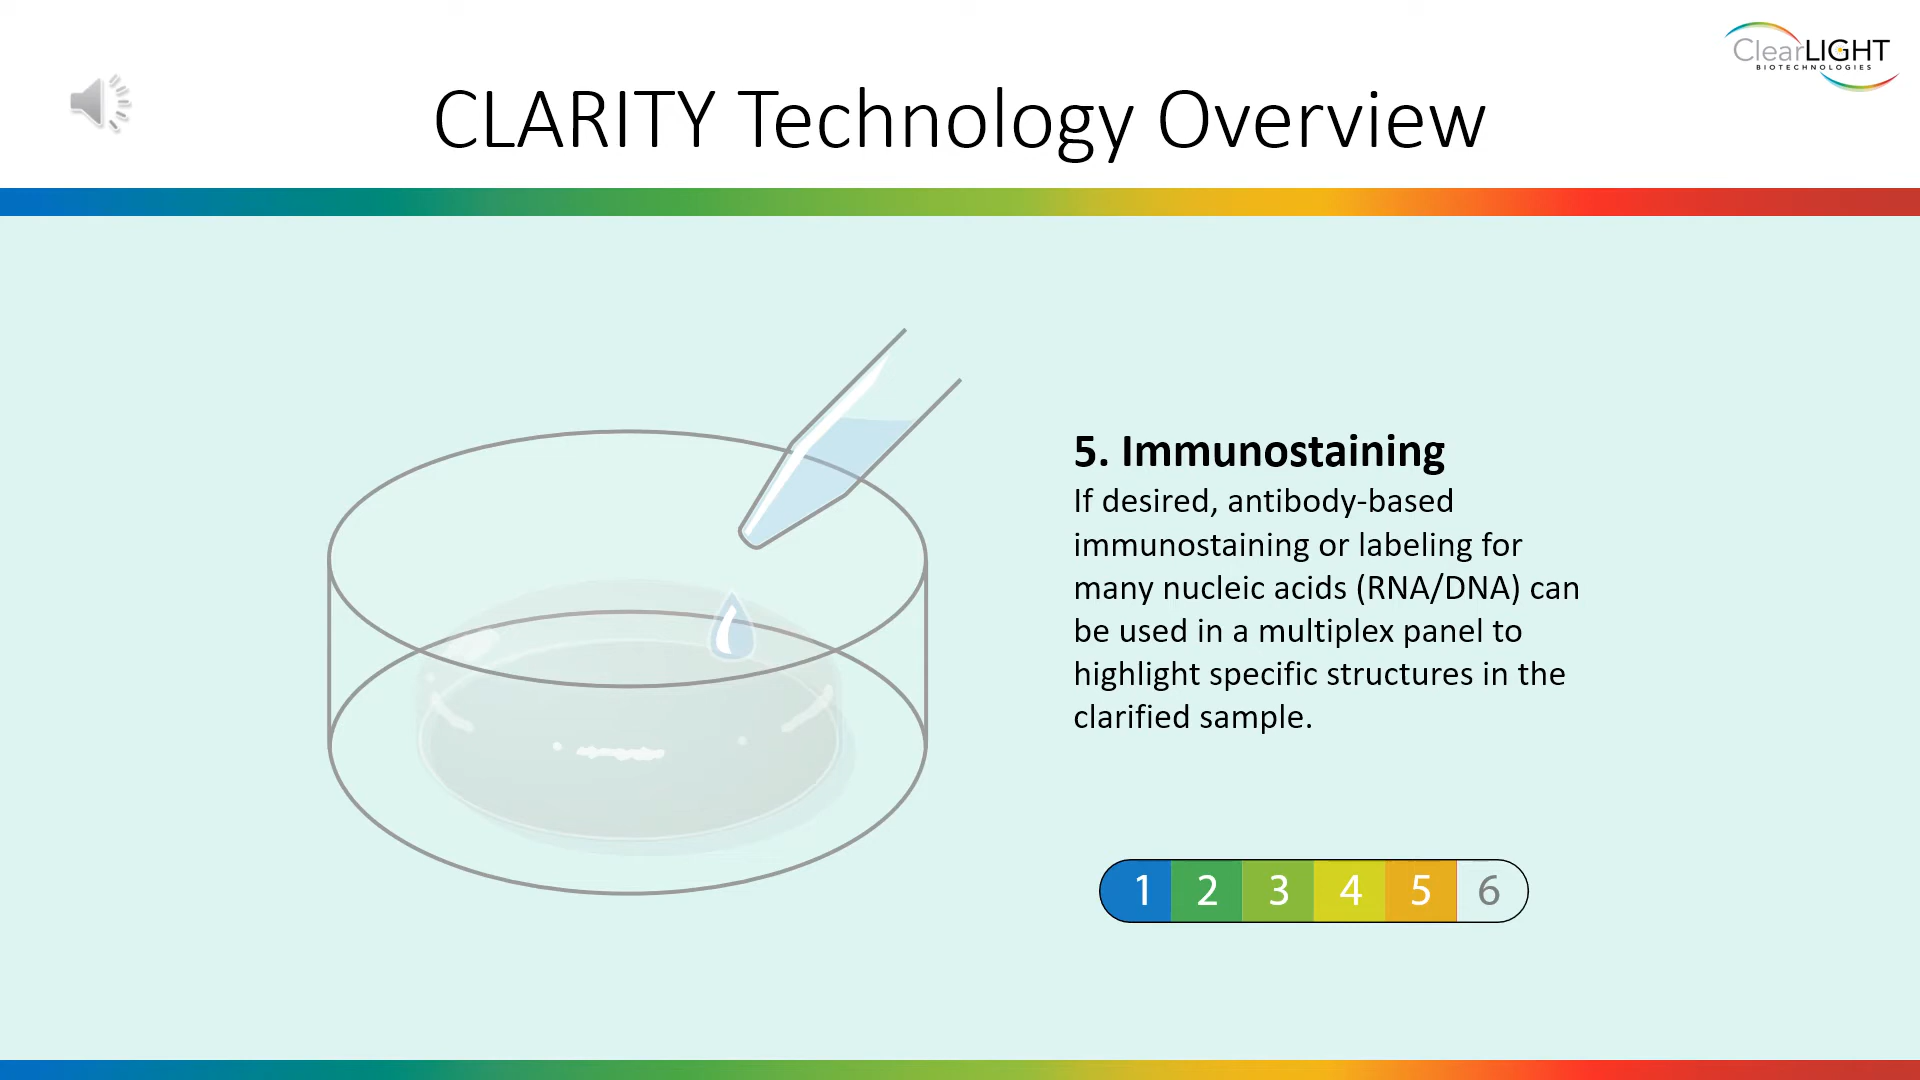 ClearLIGHT
BIOTECHNOLOGIES
CLARITY Technology Overview
5. Immunostaining
If desired, antibody-based
immunostaining or labeling for
many nucleic acids (RNA/DNA) can
be used in a multiplex panel to
highlight specific structures in the
clarified sample.
1 2 3 4 5 6